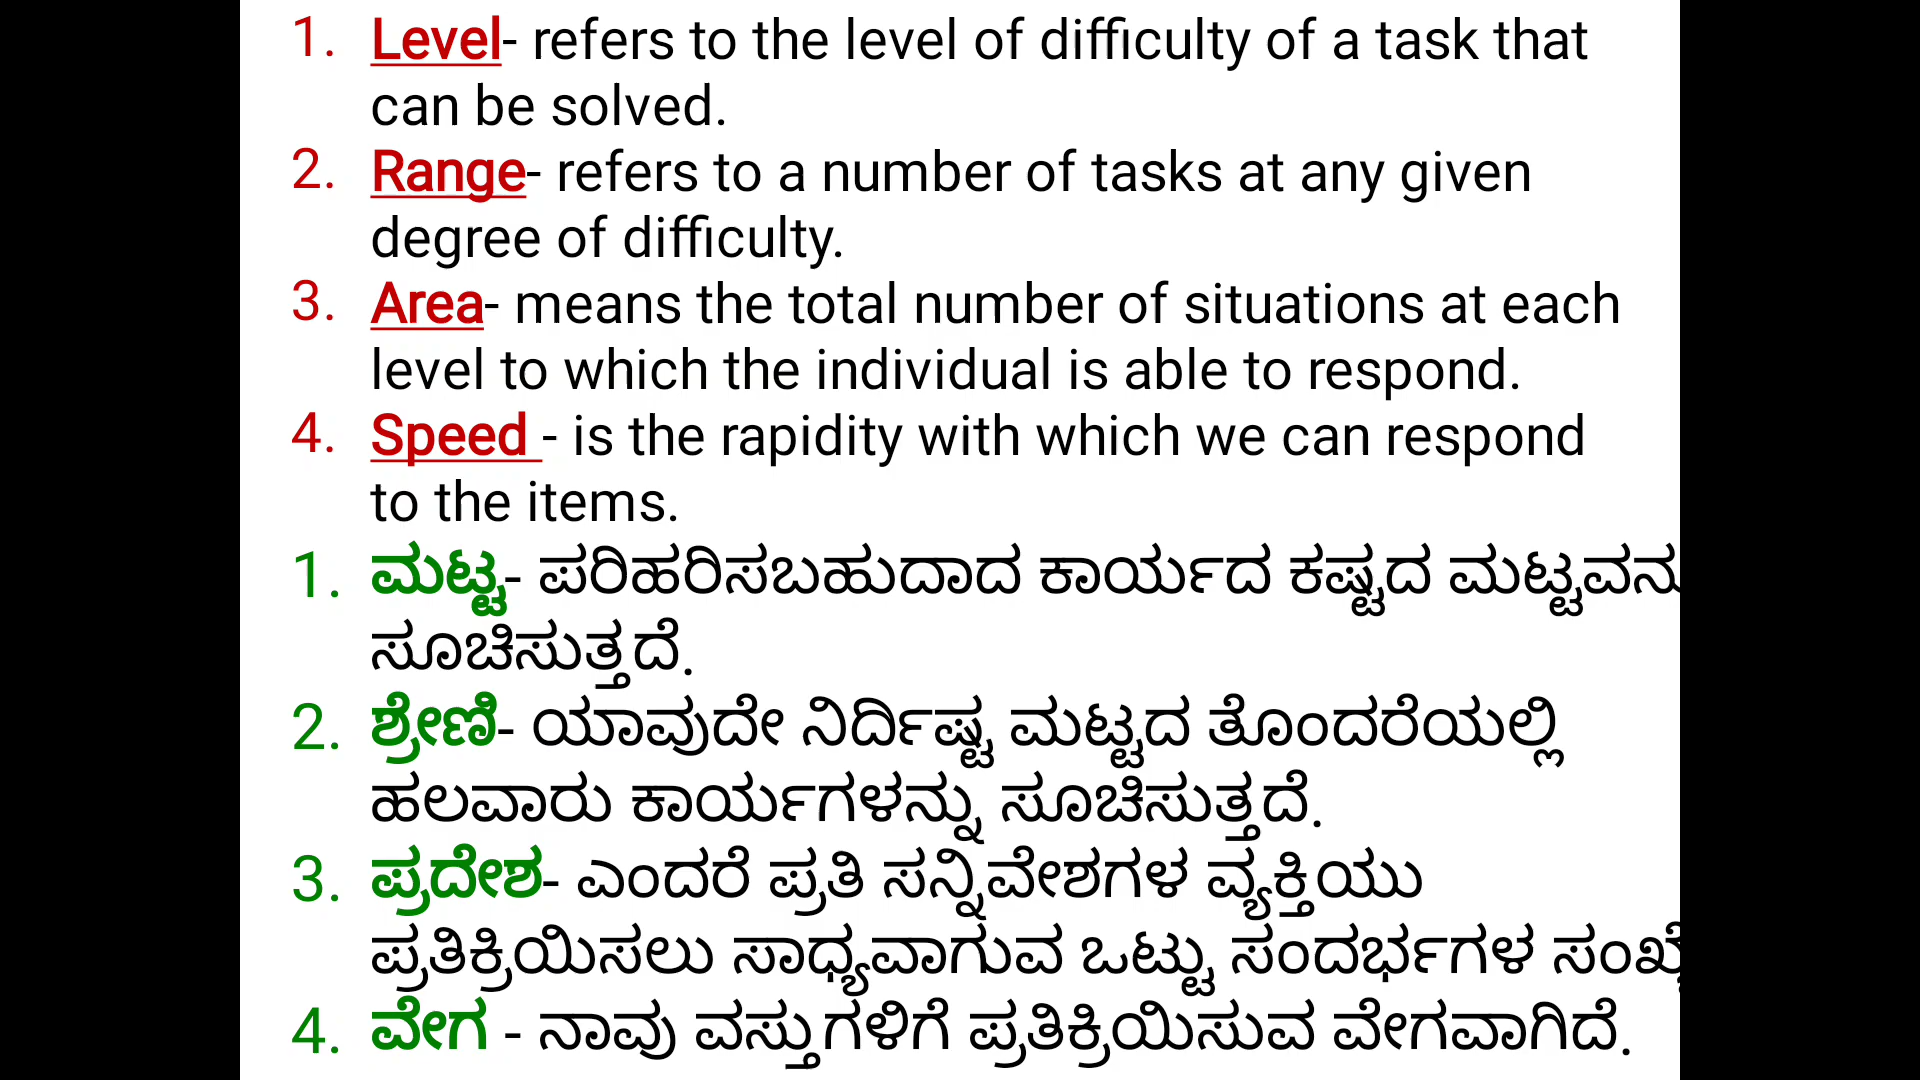 1. Level- refers to the level of difficulty of a task that
can be solved.
2. Range- refers to a number of tasks at any given
degree of difficulty.
3. Area- means the total number of situations at each
level to which the individual is able to respond.
4. Speed - is the rapidity with which we can respond
to the items.
1. ಮಟ್ಟ- ಪರಿಹರಿಸಬಹುದಾದ ಕಾರ್ಯದ ಕಷ್ಟದ
ಸೂಚಿಸುತ್ತದೆ.
2. ಶ್ರೇಣಿ- ಯಾವುದೇ ನಿರ್ದಿಷ್ಟ ಮಟ್ಟದ ತೊಂದರೆಯಲ್ಲಿ
ಹಲವಾರು ಕಾರ್ಯಗಳನ್ನು ಸೂಚಿಸುತ್ತದೆ.
3. ಪ್ರದೇಶ- ಎಂದರೆ ಪ್ರತಿ ಸನ್ನಿವೇಶಗಳ ವ್ಯಕ್ತಿಯು
ಪ್ರತಿಕ್ರಿಯಿಸಲು ಸಾಧ್ಯವಾಗುವ ಒಟ್ಟು ಸಂದರ್ಭಗಳ
4. ವೇಗ - ನಾವು ವಸ್ತುಗಳಿಗೆ ಪ್ರತಿಕ್ರಿಯಿಸುವ ವೇಗವಾಗಿದೆ.